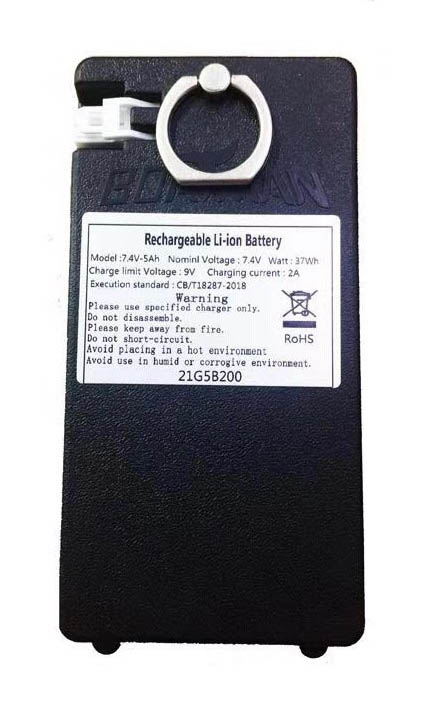 Rechargeable Li-ion Battery
Model :7.4V-5Ah Nominl Voltage : 7.4V Watt : 37Wh
Charge limit Voltage : 9V Charging current : 2A
Execution standard : CB/T18287-2018
Warning
Please use specified charger only.
Do not disassemble.
Please keep away from fire.
Do not short-circuit.
Avoid placing in a hot environment
Avoid use in humid or corrogive environment.
RoHS
21G5B200